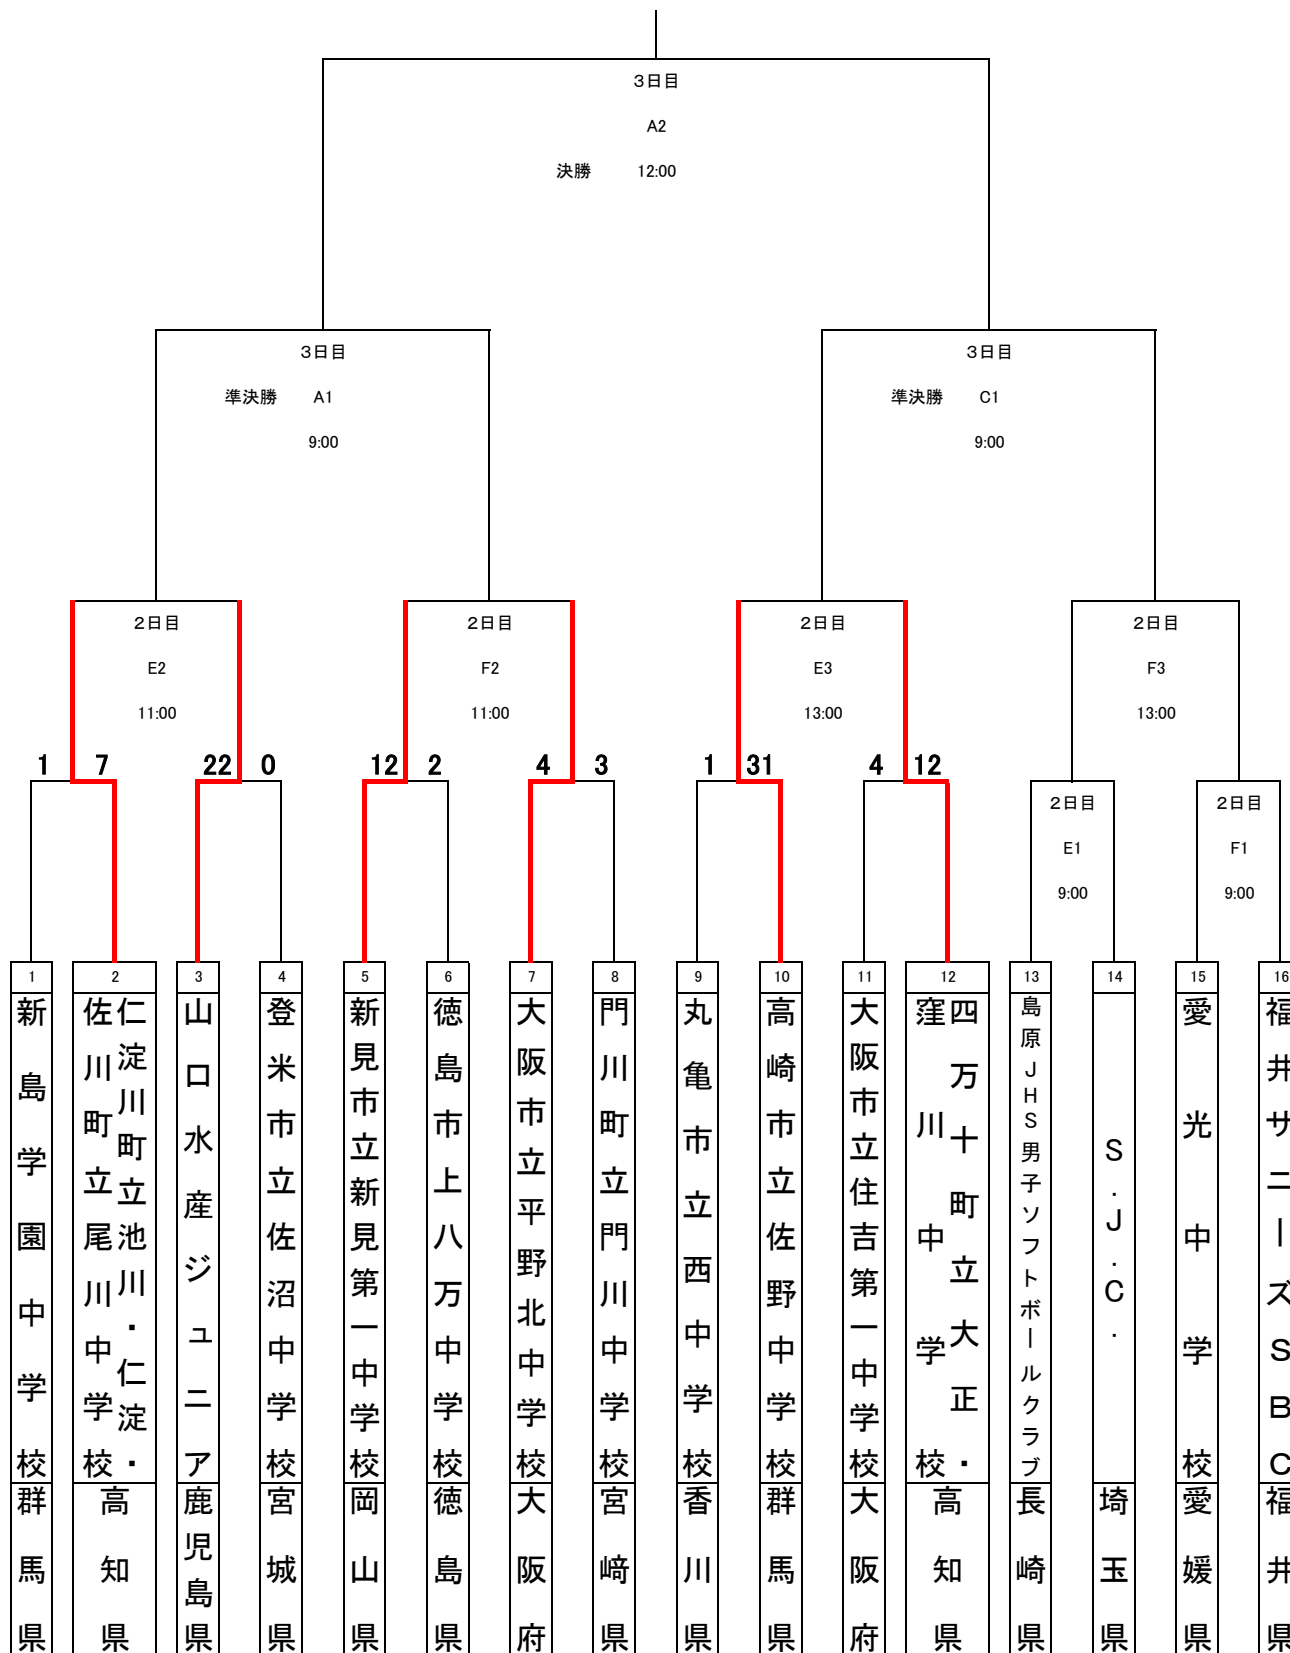 3日目
A2
決勝 12:00
3日目
準決勝 A1
9:00
3日目
準決勝 C1
9:00
2日目
E2
11:00
2日目
F2
11:00
2日目
E3
13:00
2日目
F3
13:00
1 7 22 0 12 2 4 3 1 31 4 12
2日目
E1
9:00
2日目
F1
9:00
1
新島学園中学校
群馬県
2
仁淀川町立池川・仁淀・
佐川町立尾川中学校
高知県
3
山口水産ジュニア
鹿児島県
4
登米市立佐沼中学校
宮城県
5
新見市立新見第一中学校
岡山県
6
徳島市上八万中学校
徳島県
7
大阪市立平野北中学校
大阪府
8
門川町立門川中学校
宮﨑県
9
丸亀市立西中学校
香川県
10
高崎市立佐野中学校
群馬県
11
大阪市立住吉第一中学校
大阪府
12
四万十町立大正・
窪川中学校
高知県
13
島原JHS男子ソフトボールクラブ
長崎県
14
S.J.C.
埼玉県
15
愛光中学校
愛媛県
16
福井サニーズSBC
福井県